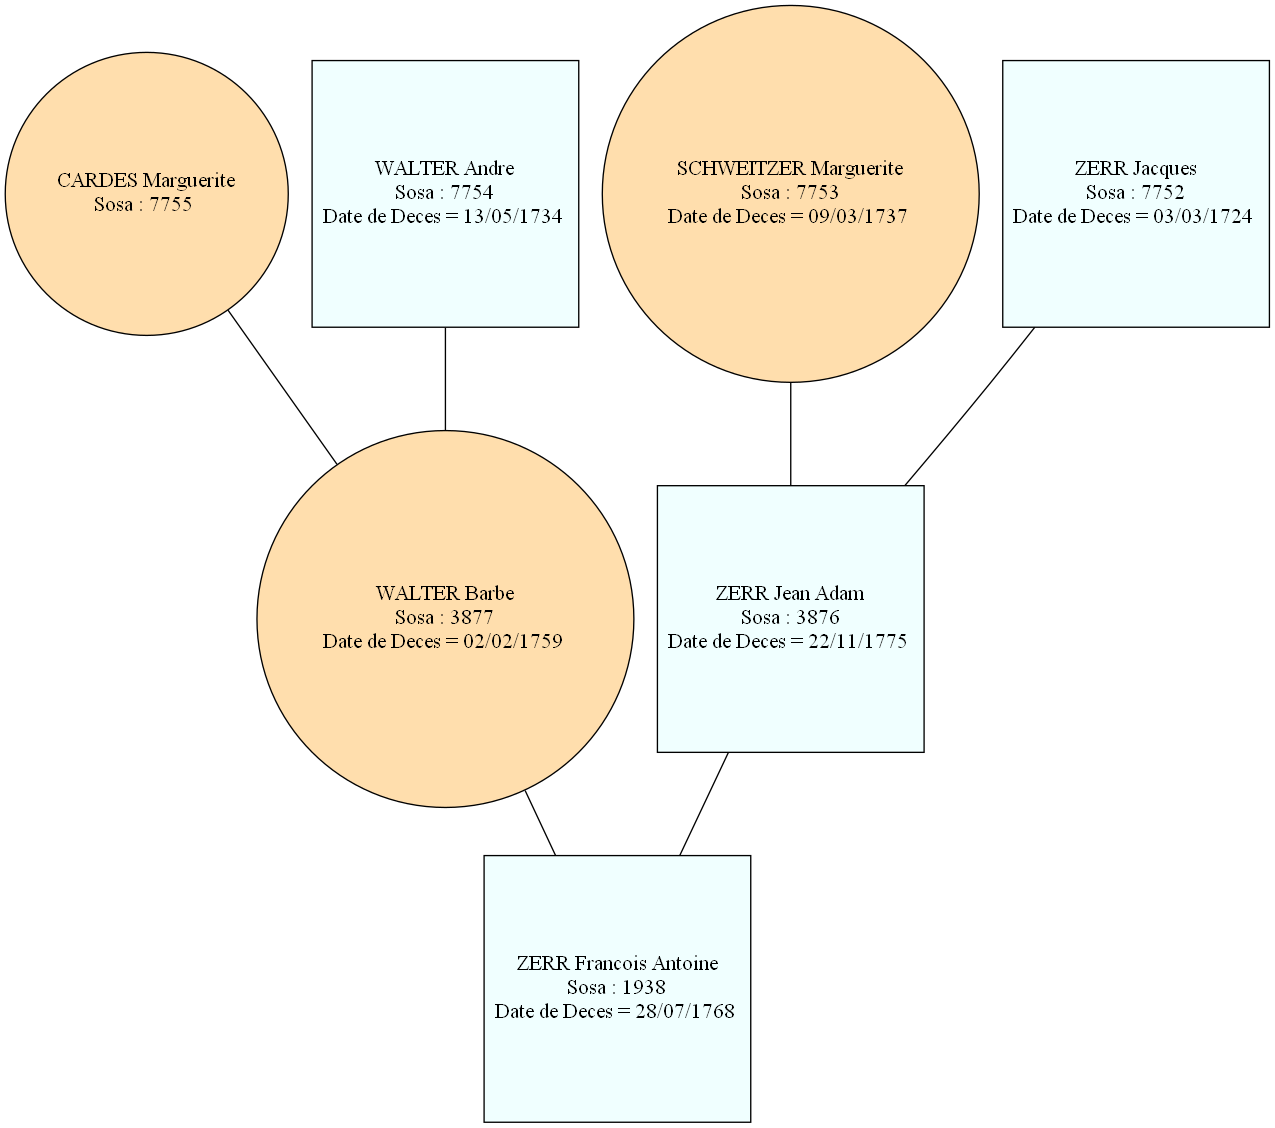 CARDES Marguerite
Sosa : 7755
WALTER Andre
Sosa : 7754
Date de Deces = 13/05/1734
SCHWEITZER Marguerite
Sosa : 7753
Date de Deces = 09/03/1737
ZERR Jacques
Sosa : 7752
Date de Deces = 03/03/1724
WALTER Barbe
Sosa : 3877
Date de Deces = 02/02/1759
ZERR Jean Adam
Sosa : 3876
Date de Deces = 22/11/1775
ZERR Francois Antoine
Sosa : 1938
Date de Deces = 28/07/1768